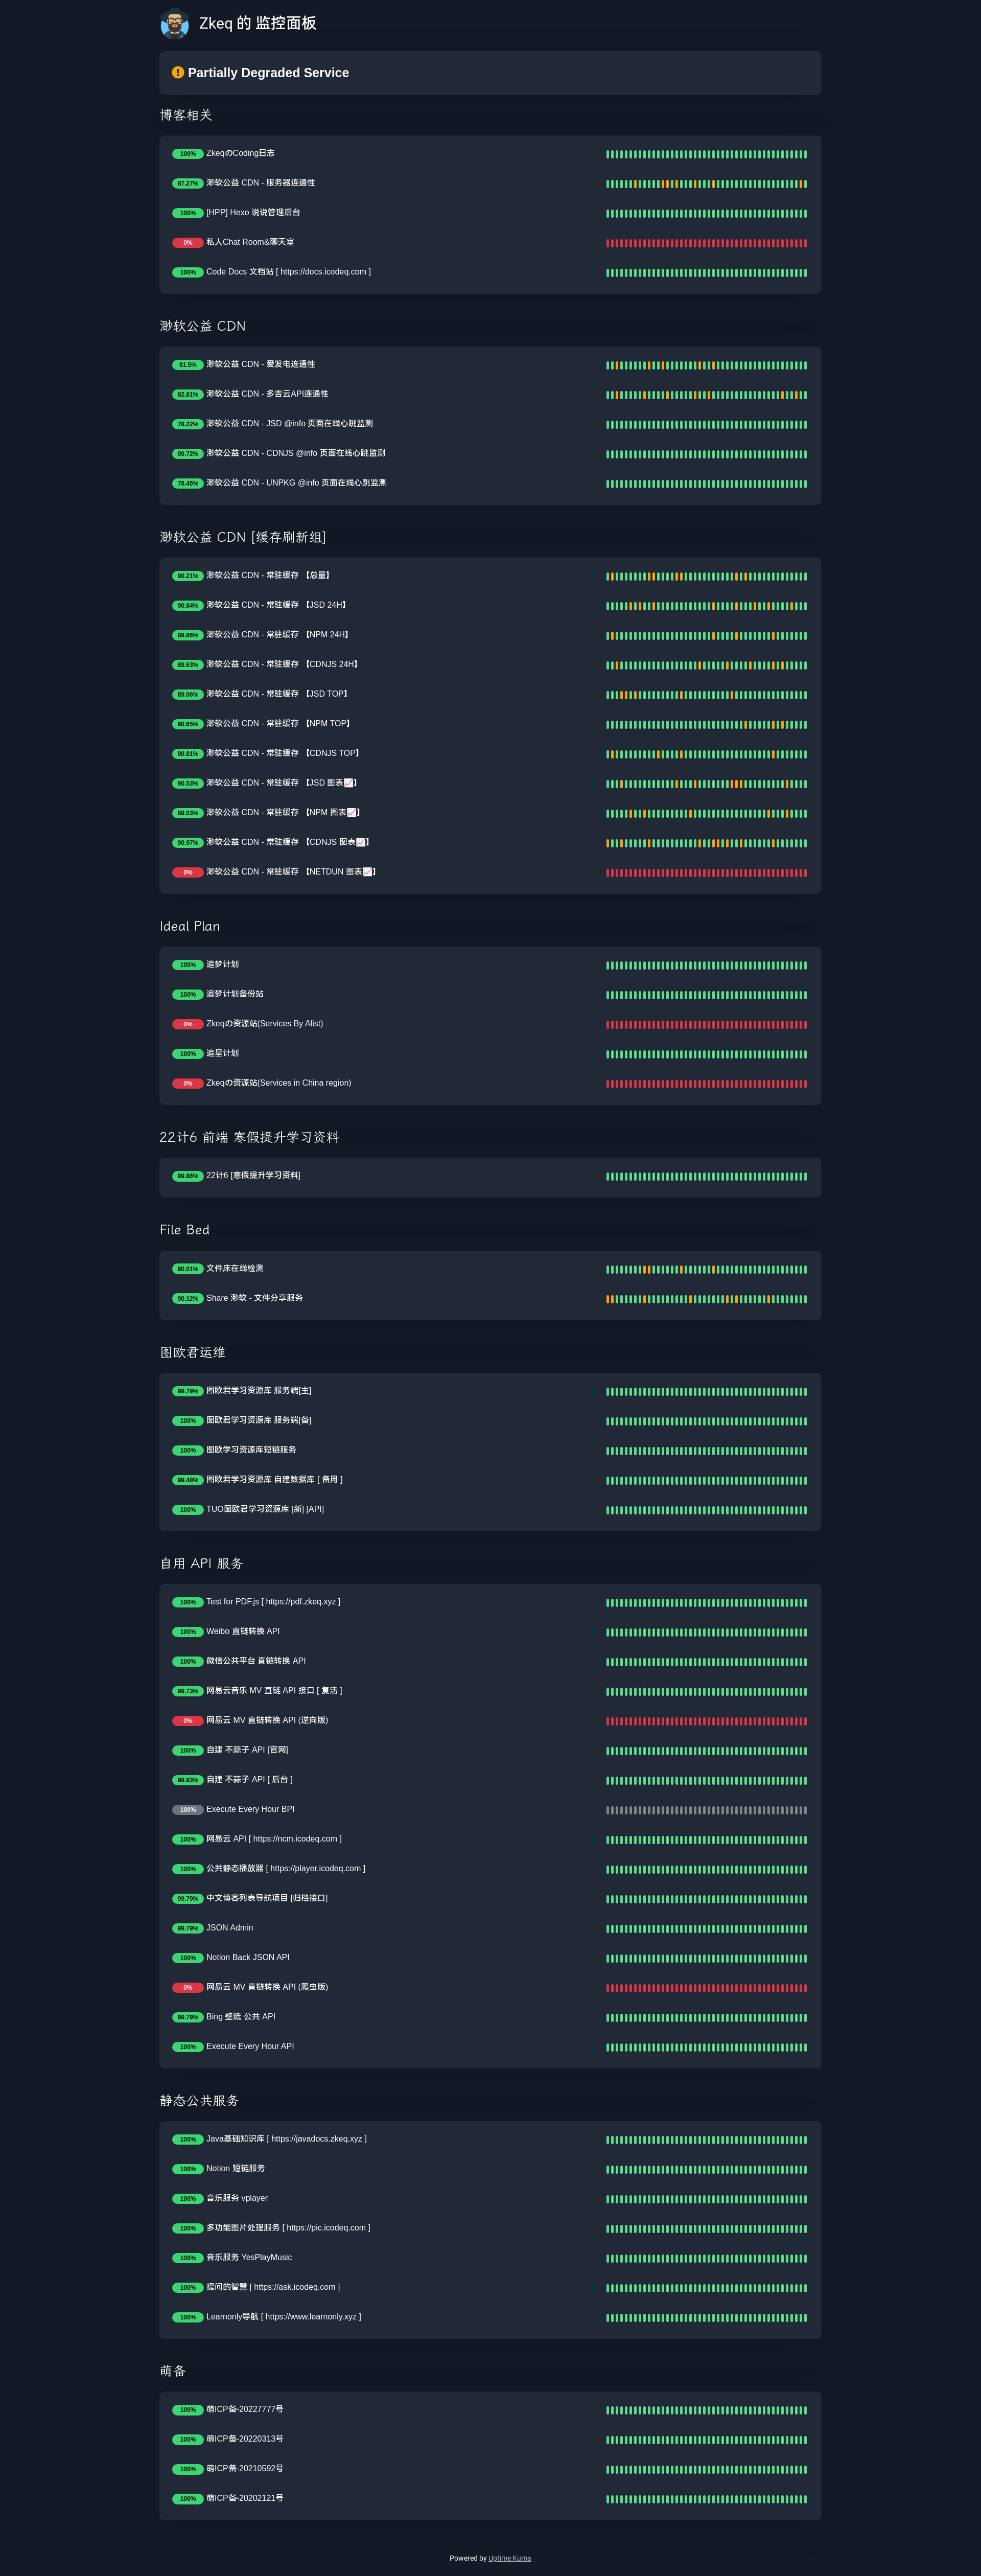 Zkeq 的 监控面板
Partially Degraded Service
博客相关
100% ZkeqのCoding日志
87.27% 渺软公益 CDN - 服务器连通性
100% [HPP] Hexo 说说管理后台
0% 私人Chat Room&聊天室
100% Code Docs 文档站 [ https://docs.icodeq.com ]
渺软公益 CDN
91.5% 渺软公益 CDN - 爱发电连通性
82.81% 渺软公益 CDN - 多吉云API连通性
78.22% 渺软公益 CDN - JSD @info 页面在线心跳监测
99.72% 渺软公益 CDN - CDNJS @info 页面在线心跳监测
78.45% 渺软公益 CDN - UNPKG @info 页面在线心跳监测
渺软公益 CDN [缓存刷新组]
90.21% 渺软公益 CDN - 常驻缓存 【总量】
90.84% 渺软公益 CDN - 常驻缓存 【JSD 24H】
89.86% 渺软公益 CDN - 常驻缓存 【NPM 24H】
89.63% 渺软公益 CDN - 常驻缓存 【CDNJS 24H】
89.06% 渺软公益 CDN - 常驻缓存 【JSD TOP】
90.65% 渺软公益 CDN - 常驻缓存 【NPM TOP】
90.81% 渺软公益 CDN - 常驻缓存 【CDNJS TOP】
90.53% 渺软公益 CDN - 常驻缓存 【JSD 图表📈】
89.03% 渺软公益 CDN - 常驻缓存 【NPM 图表📈】
90.97% 渺软公益 CDN - 常驻缓存 【CDNJS 图表📈】
0% 渺软公益 CDN - 常驻缓存 【NETDUN 图表📈】
Ideal Plan
100% 追梦计划
100% 追梦计划备份站
0% Zkeqの资源站(Services By Alist)
100% 追星计划
0% Zkeqの资源站(Services in China region)
22计6 前端 寒假提升学习资料
99.86% 22计6 [寒假提升学习资料]
File Bed
90.01% 文件床在线检测
90.12% Share 渺软 - 文件分享服务
图欧君运维
99.79% 图欧君学习资源库 服务端[主]
100% 图欧君学习资源库 服务端[备]
100% 图欧学习资源库短链服务
99.48% 图欧君学习资源库 自建数据库 [ 备用 ]
100% TUO图欧君学习资源库 [新] [API]
自用 API 服务
100% Test for PDF.js [ https://pdf.zkeq.xyz ]
100% Weibo 直链转换 API
100% 微信公共平台 直链转换 API
99.73% 网易云音乐 MV 直链 API 接口 [ 复活 ]
0% 网易云 MV 直链转换 API (逆向版)
100% 自建 不蒜子 API [官网]
99.93% 自建 不蒜子 API [ 后台 ]
100% Execute Every Hour BPI
100% 网易云 API [ https://ncm.icodeq.com ]
100% 公共静态播放器 [ https://player.icodeq.com ]
99.79% 中文博客列表导航项目 [归档接口]
99.79% JSON Admin
100% Notion Back JSON API
0% 网易云 MV 直链转换 API (爬虫版)
99.79% Bing 壁纸 公共 API
100% Execute Every Hour API
静态公共服务
100% Java基础知识库 [ https://javadocs.zkeq.xyz ]
100% Notion 短链服务
100% 音乐服务 vplayer
100% 多功能图片处理服务 [ https://pic.icodeq.com ]
100% 音乐服务 YesPlayMusic
100% 提问的智慧 [ https://ask.icodeq.com ]
100% Learnonly导航 [ https://www.learnonly.xyz ]
萌备
100% 萌ICP备-20227777号
100% 萌ICP备-20220313号
100% 萌ICP备-20210592号
100% 萌ICP备-20202121号
Powered by Uptime Kuma